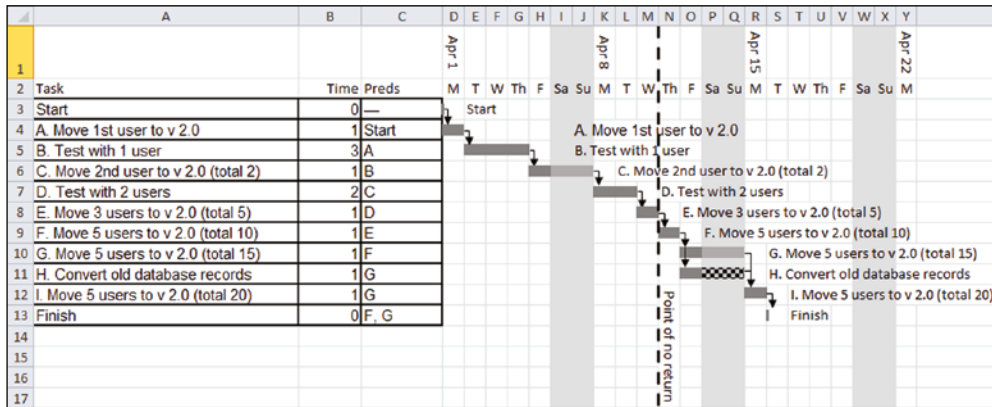 A B C D E F G H I J K L M N O P Q R S T U V W X Y
1 Apr 1 Apr 8 Apr 15 Apr 22
2 Task Time Preds M T W Th F Sa Su M T W Th F Sa Su M T W Th F Sa Su M
3 Start 0 — Start
4 A. Move 1st user to v 2.0 1 Start A. Move 1st user to v 2.0
5 B. Test with 1 user 3 A B. Test with 1 user
6 C. Move 2nd user to v 2.0 (total 2) 1 B C. Move 2nd user to v 2.0 (total 2)
7 D. Test with 2 users 2 C D. Test with 2 users
8 E. Move 3 users to v 2.0 (total 5) 1 D E. Move 3 users to v 2.0 (total 5)
9 F. Move 5 users to v 2.0 (total 10) 1 E F. Move 5 users to v 2.0 (total 10)
10 G. Move 5 users to v 2.0 (total 15) 1 F G. Move 5 users to v 2.0 (total 15)
11 H. Convert old database records 1 G H. Convert old database records
12 I. Move 5 users to v 2.0 (total 20) 1 G I. Move 5 users to v 2.0 (total 20)
13 Finish 0 F, G Finish
14
15
16
17
Point of no return